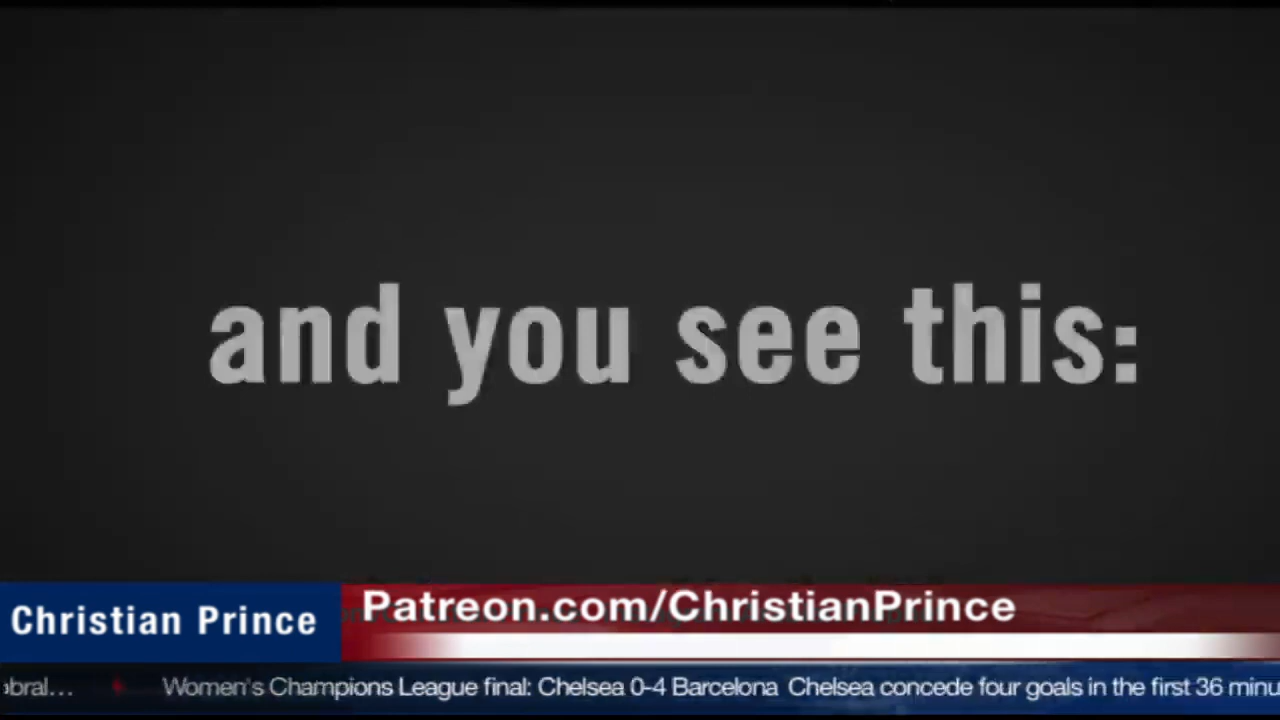 and you see this:
Patreon.com/ChristianPrince
Christian Prince
Women's Champions League final: Chelsea 0-4 Barcelona Chelsea concede four goals in the first 36